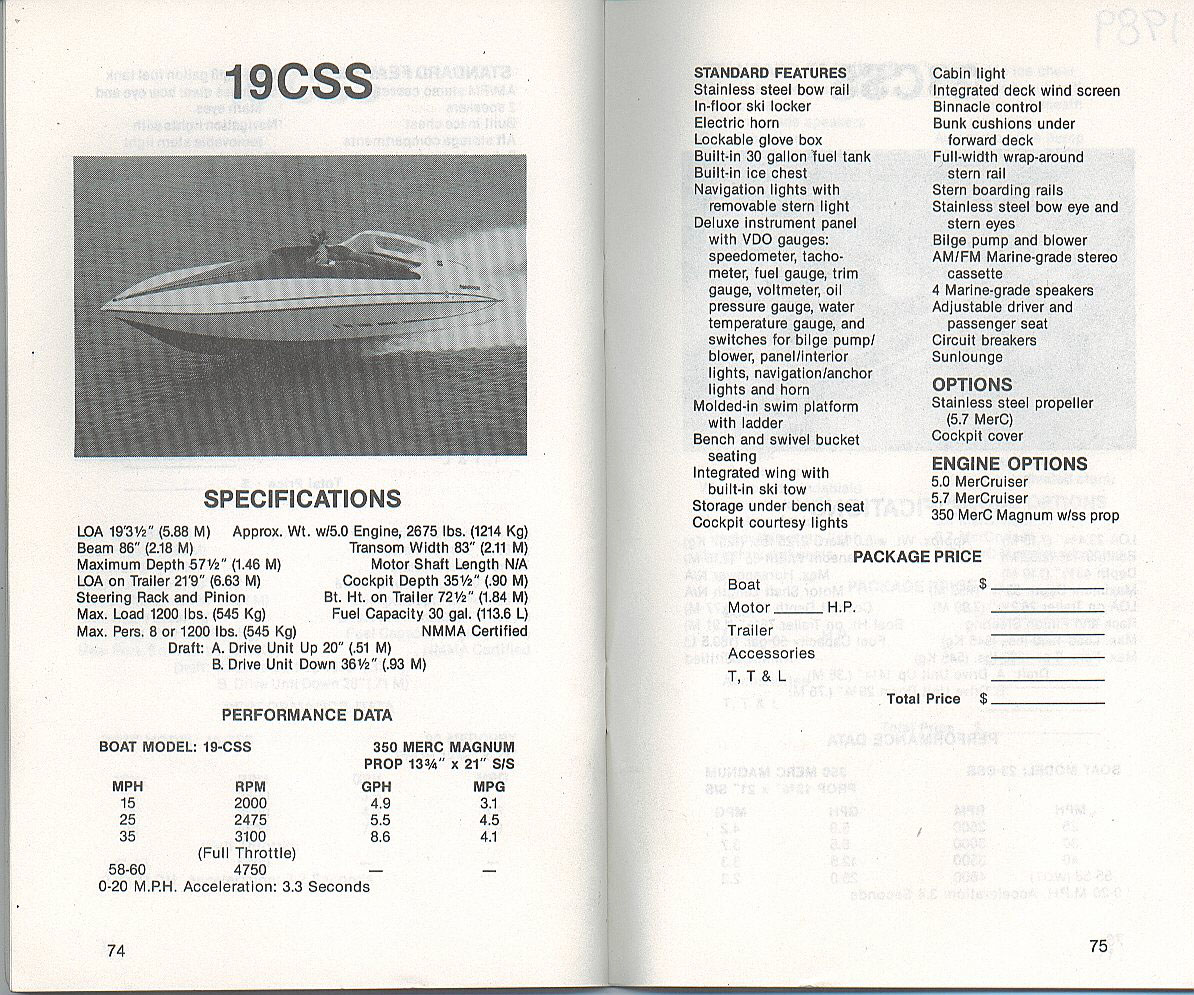 19CSS
SPECIFICATIONS
LOA 19'3½" (5.88 M) Approx. Wt. w/5.0 Engine, 2675 lbs. (1214 Kg)
Beam 86" (2.18 M) Transom Width 83" (2.11 M)
Maximum Depth 57½" (1.46 M) Motor Shaft Length N/A
LOA on Trailer 21'9" (6.63 M) Cockpit Depth 35½" (.90 M)
Steering Rack and Pinion Bt. Ht. on Trailer 72½" (1.84 M)
Max. Load 1200 lbs. (545 Kg) Fuel Capacity 30 gal. (113.6 L)
Max. Pers. 8 or 1200 lbs. (545 Kg) NMMA Certified
Draft: A. Drive Unit Up 20" (.51 M)
B. Drive Unit Down 36½" (.93 M)
PERFORMANCE DATA
BOAT MODEL: 19-CSS 350 MERC MAGNUM
PROP 13¾" x 21" S/S
MPH RPM GPH MPG
15 2000 4.9 3.1
25 2475 5.5 4.5
35 3100 8.6 4.1
(Full Throttle)
58-60 4750 — —
0-20 M.P.H. Acceleration: 3.3 Seconds
74
1989
STANDARD FEATURES
Stainless steel bow rail
In-floor ski locker
Electric horn
Lockable glove box
Built-in 30 gallon fuel tank
Built-in ice chest
Navigation lights with
removable stern light
Deluxe instrument panel
with VDO gauges:
speedometer, tacho-
meter, fuel gauge, trim
gauge, voltmeter, oil
pressure gauge, water
temperature gauge, and
switches for bilge pump/
blower, panel/interior
lights, navigation/anchor
lights and horn
Molded-in swim platform
with ladder
Bench and swivel bucket
seating
Integrated wing with
built-in ski tow
Storage under bench seat
Cockpit courtesy lights
Cabin light
Integrated deck wind screen
Binnacle control
Bunk cushions under
forward deck
Full-width wrap-around
stern rail
Stern boarding rails
Stainless steel bow eye and
stern eyes
Bilge pump and blower
AM/FM Marine-grade stereo
cassette
4 Marine-grade speakers
Adjustable driver and
passenger seat
Circuit breakers
Sunlounge
OPTIONS
Stainless steel propeller
(5.7 MerC)
Cockpit cover
ENGINE OPTIONS
5.0 MerCruiser
5.7 MerCruiser
350 MerC Magnum w/ss prop
PACKAGE PRICE
Boat $
Motor ______ H.P.
Trailer
Accessories
T, T & L
Total Price $
75